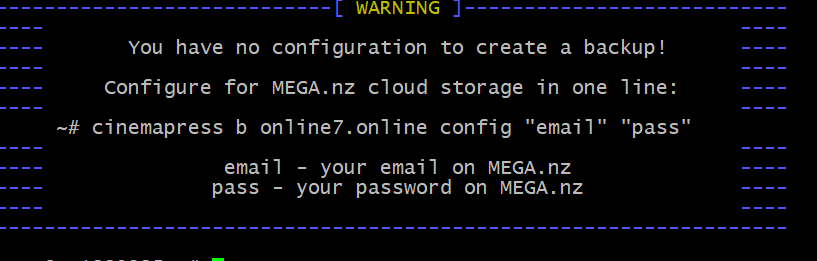 [ WARNING ]
You have no configuration to create a backup!
Configure for MEGA.nz cloud storage in one line:
~# cinemapress b online7.online config "email" "pass"
email - your email on MEGA.nz
pass - your password on MEGA.nz